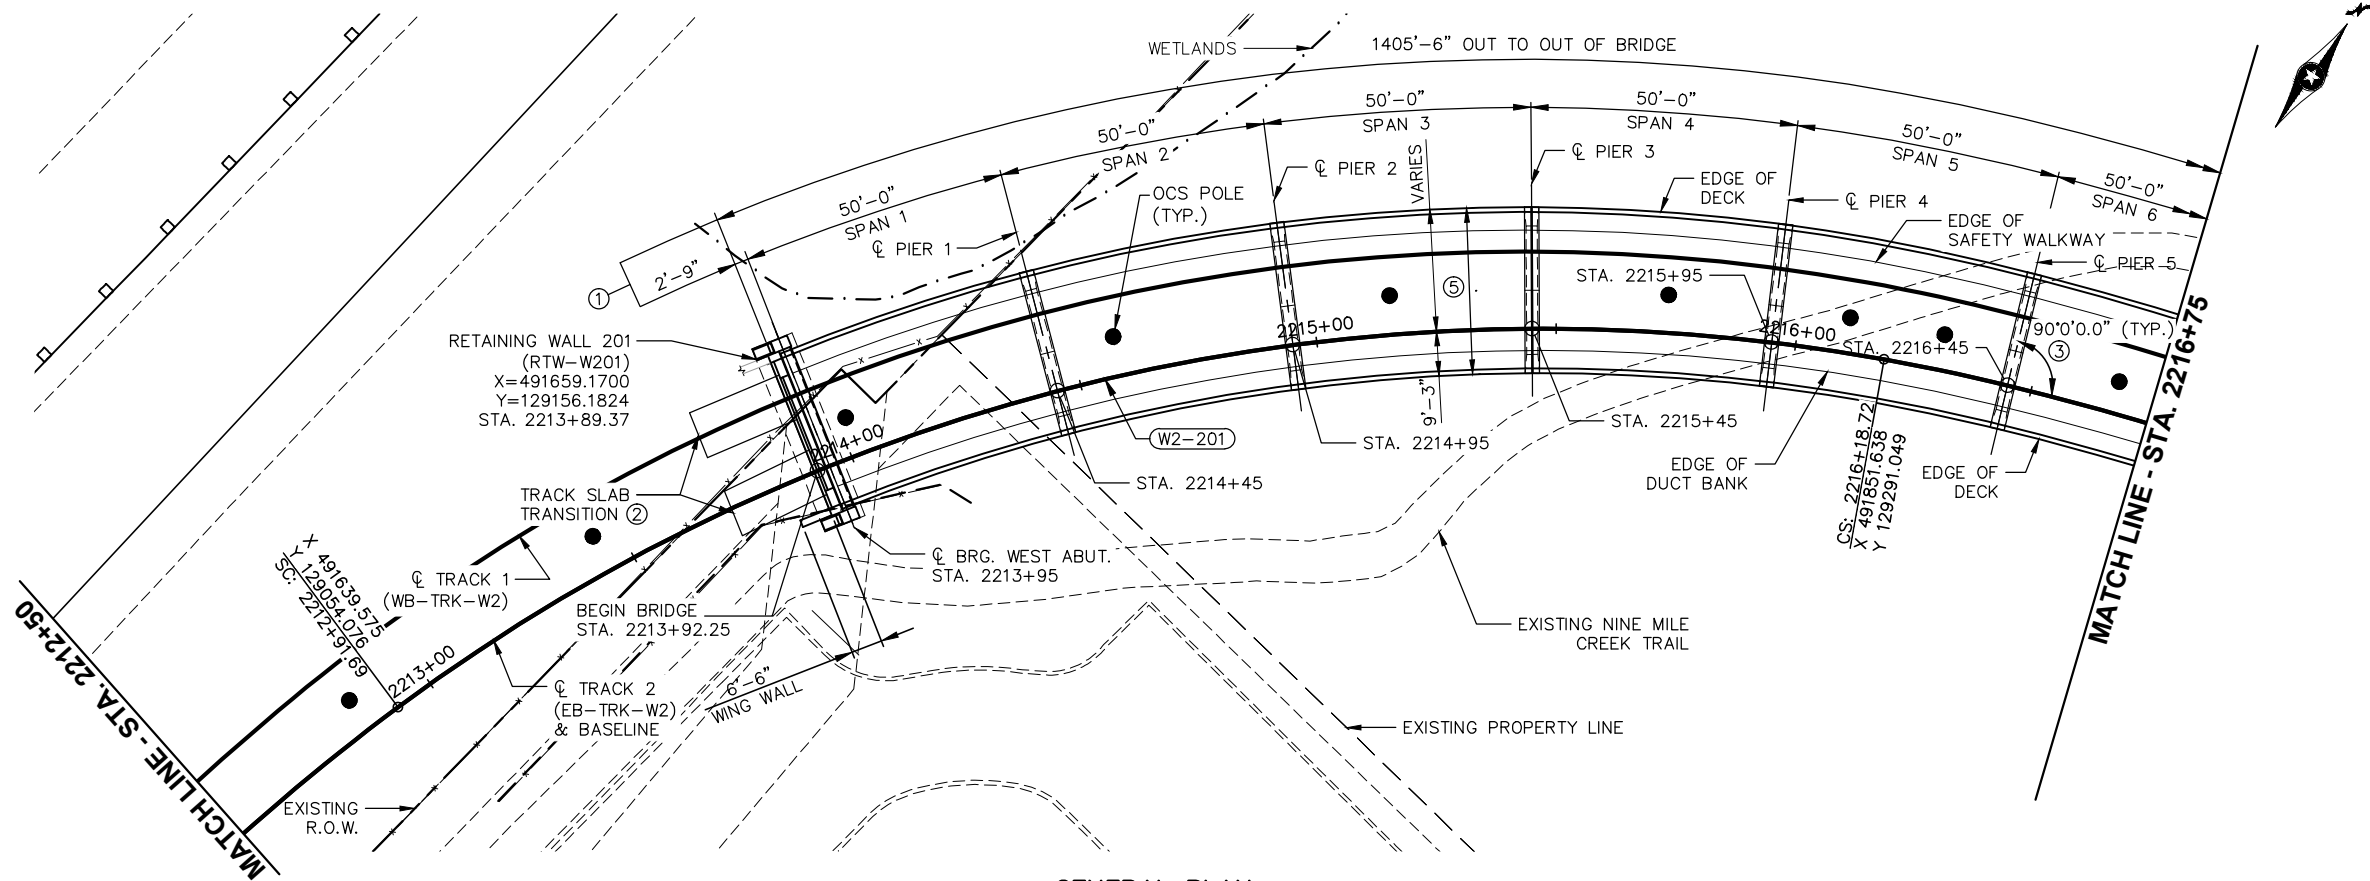 WETLANDS
1405'-6" OUT TO OUT OF BRIDGE
50'-0"
SPAN 1
50'-0"
SPAN 2
50'-0"
SPAN 3
50'-0"
SPAN 4
50'-0"
SPAN 5
50'-0"
SPAN 6
2'-9"
1
℄ PIER 1
℄ PIER 2
℄ PIER 3
℄ PIER 4
℄ PIER 5
VARIES
OCS POLE
(TYP.)
EDGE OF
DECK
EDGE OF
SAFETY WALKWAY
STA. 2215+95
5
90°0'0.0" (TYP.)
3
STA. 2216+45
RETAINING WALL 201
(RTW-W201)
X=491659.1700
Y=129156.1824
STA. 2213+89.37
2213+00
2214+00
2215+00
2216+00
9'-3"
W2-201
STA. 2214+45
STA. 2214+95
STA. 2215+45
EDGE OF
DUCT BANK
CS: 2216+18.72
X 491851.638
Y 129291.049
EDGE OF
DECK
MATCH LINE - STA. 2216+75
TRACK SLAB
TRANSITION 2
X 491639.575
Y 129054.076
SC: 2212+91.69
℄ TRACK 1
(WB-TRK-W2)
℄ BRG. WEST ABUT.
STA. 2213+95
BEGIN BRIDGE
STA. 2213+92.25
6'-6"
WING WALL
℄ TRACK 2
(EB-TRK-W2)
& BASELINE
EXISTING NINE MILE
CREEK TRAIL
EXISTING PROPERTY LINE
EXISTING
R.O.W.
MATCH LINE - STA. 2212+50
GENERAL PLAN